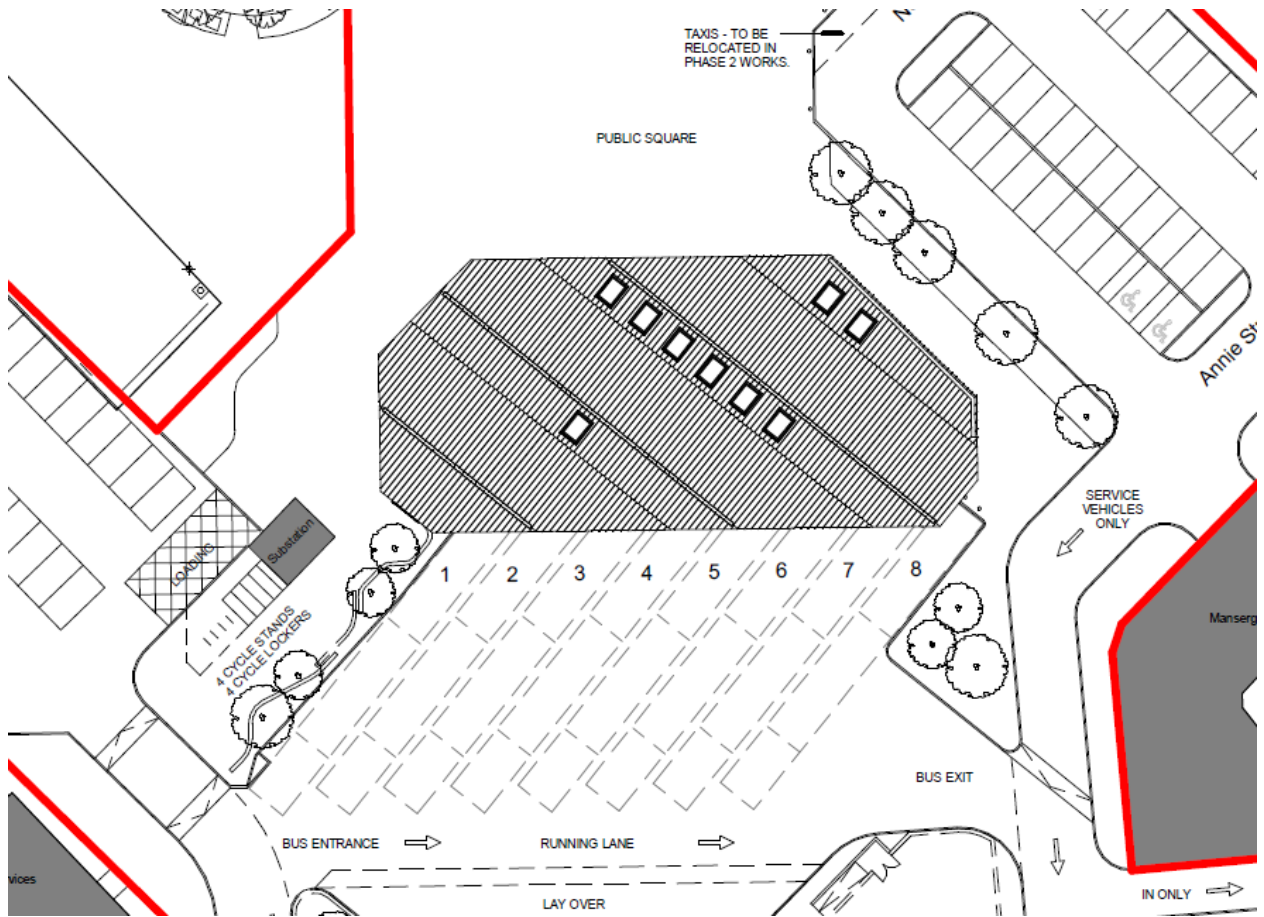 TAXIS - TO BE
RELOCATED IN
PHASE 2 WORKS.
PUBLIC SQUARE
Annie St
SERVICE
VEHICLES
ONLY
Substation
LOADING
4 CYCLE STANDS
4 CYCLE LOCKERS
1 2 3 4 5 6 7 8
Manserg
BUS EXIT
BUS ENTRANCE
RUNNING LANE
vices
LAY OVER
IN ONLY